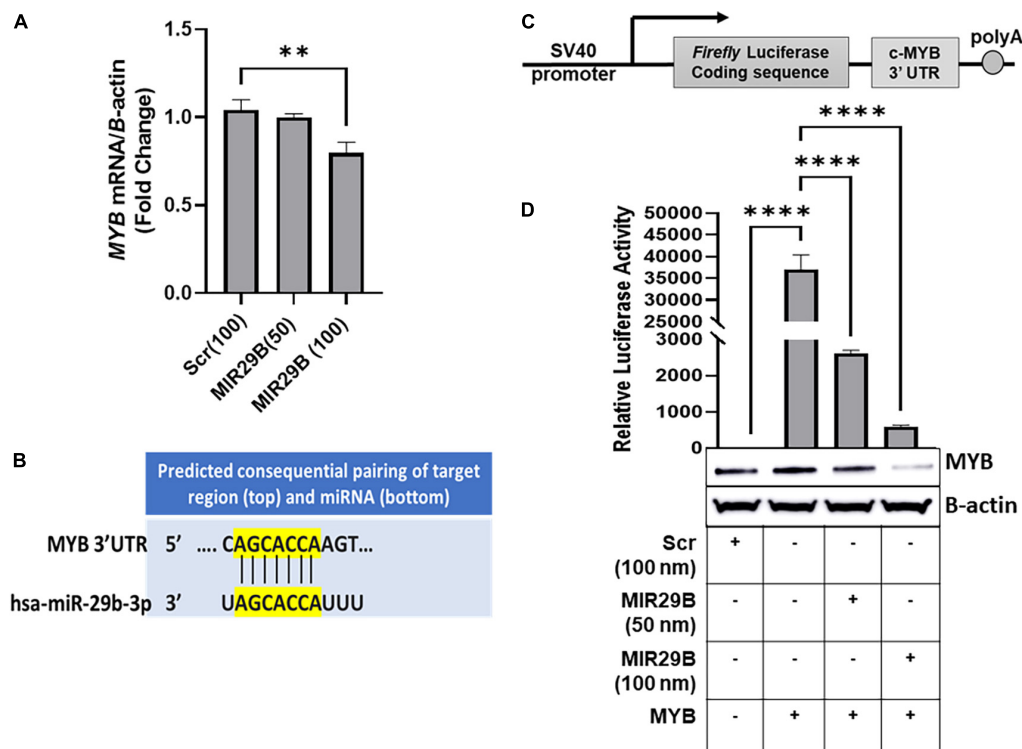 A
1.5
1.0
0.5
0.0
MYB mRNA/B-actin
(Fold Change)
**
Scr(100)
MIR29B(50)
MIR29B (100)
B
Predicted consequential pairing of target
region (top) and miRNA (bottom)
MYB 3'UTR 5' .... CAGCACCAAGT...
hsa-miR-29b-3p 3' UAGCACCAUUU
C
SV40
promoter
Firefly Luciferase
Coding sequence
c-MYB
3' UTR
polyA
D
Relative Luciferase Activity
50000
45000
40000
35000
30000
25000
3000
2000
1000
0
****
****
****
MYB
B-actin
Scr
(100 nm)
+ - - -
MIR29B
(50 nm)
- - + -
MIR29B
(100 nm)
- - - +
MYB
- + + +